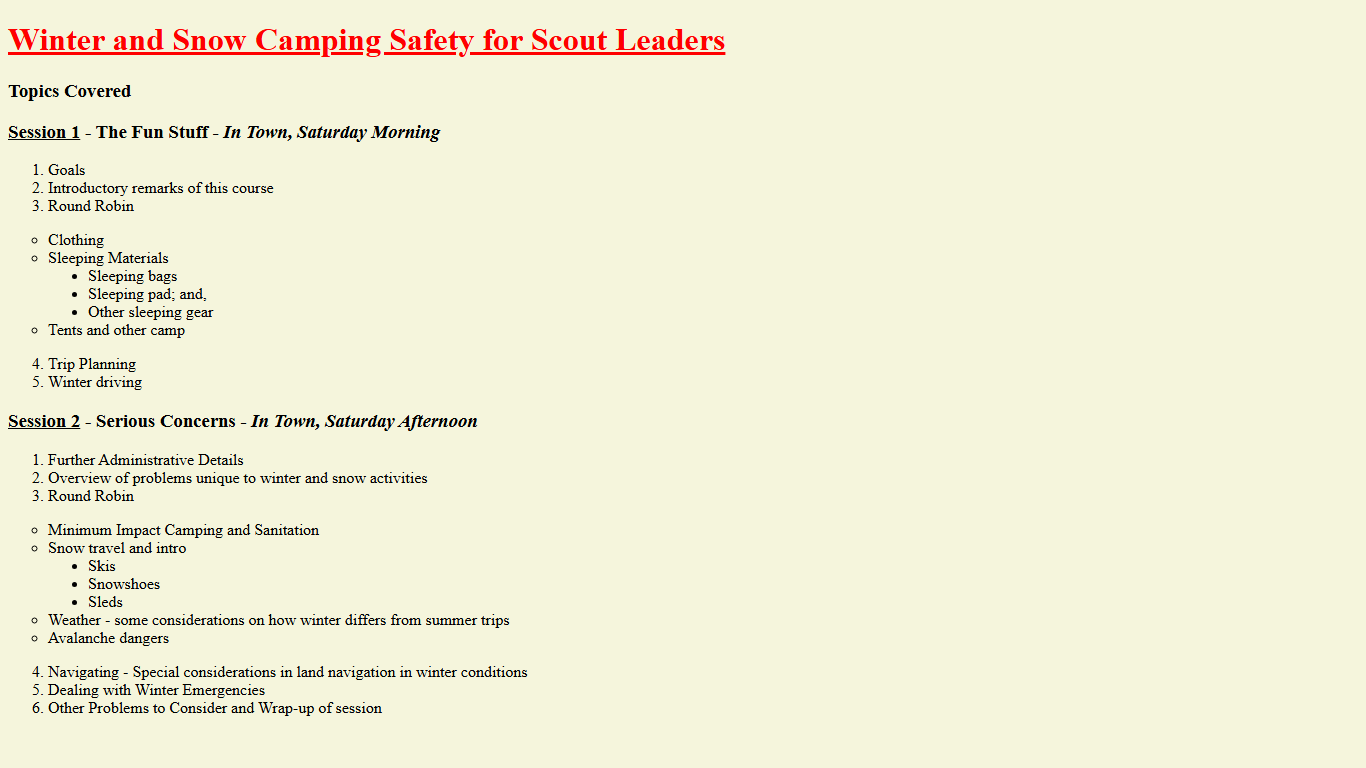 Winter and Snow Camping Safety for Scout Leaders
Topics Covered
Session 1 - The Fun Stuff - In Town, Saturday Morning
1. Goals
2. Introductory remarks of this course
3. Round Robin
Clothing
Sleeping Materials
Sleeping bags
Sleeping pad; and,
Other sleeping gear
Tents and other camp
4. Trip Planning
5. Winter driving
Session 2 - Serious Concerns - In Town, Saturday Afternoon
1. Further Administrative Details
2. Overview of problems unique to winter and snow activities
3. Round Robin
Minimum Impact Camping and Sanitation
Snow travel and intro
Skis
Snowshoes
Sleds
Weather - some considerations on how winter differs from summer trips
Avalanche dangers
4. Navigating - Special considerations in land navigation in winter conditions
5. Dealing with Winter Emergencies
6. Other Problems to Consider and Wrap-up of session